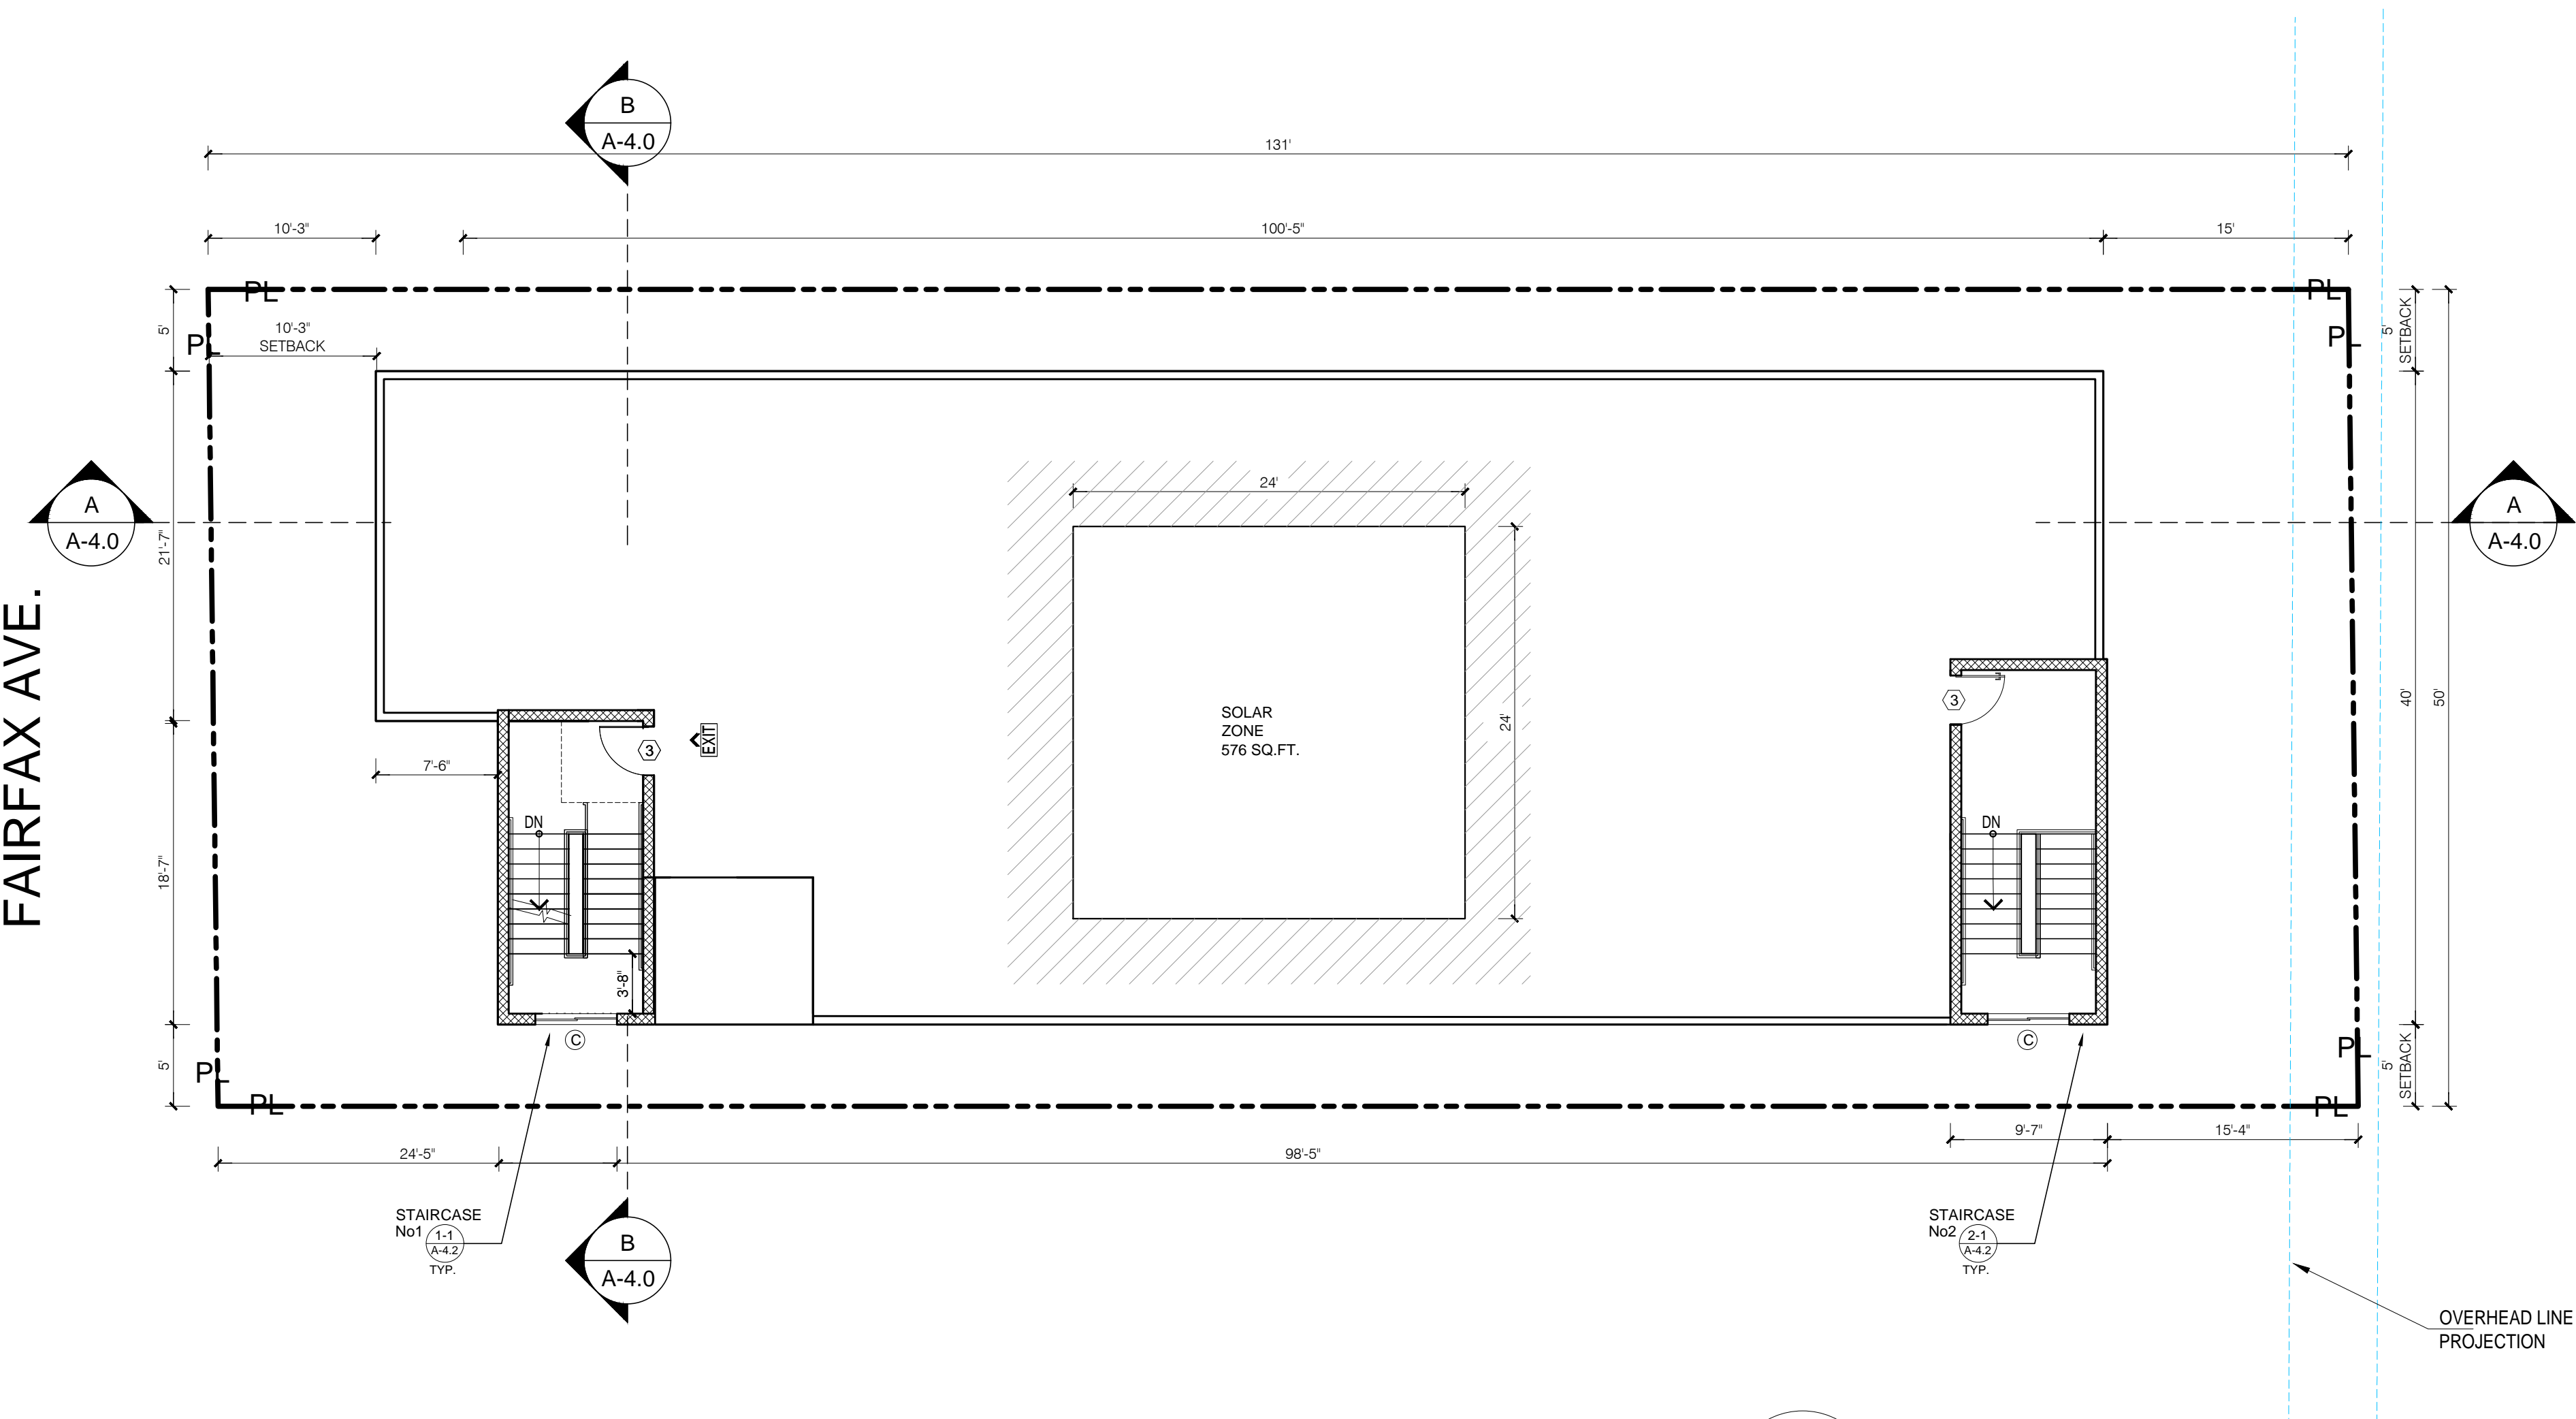 B
A-4.0
131'
10'-3"
100'-5"
15'
PL
PL
5'
10'-3"
SETBACK
PL
PL
5'
SETBACK
A
A-4.0
A
A-4.0
21'-7"
24'
24'
SOLAR
ZONE
576 SQ.FT.
40'
50'
FAIRFAX AVE.
3
EXIT
3
7'-6"
DN
DN
18'-7"
3'-8"
C
C
5'
PL
PL
PL
PL
5'
SETBACK
24'-5"
98'-5"
9'-7"
15'-4"
STAIRCASE
No1
1-1
A-4.2
TYP.
B
A-4.0
STAIRCASE
No2
2-1
A-4.2
TYP.
OVERHEAD LINE
PROJECTION